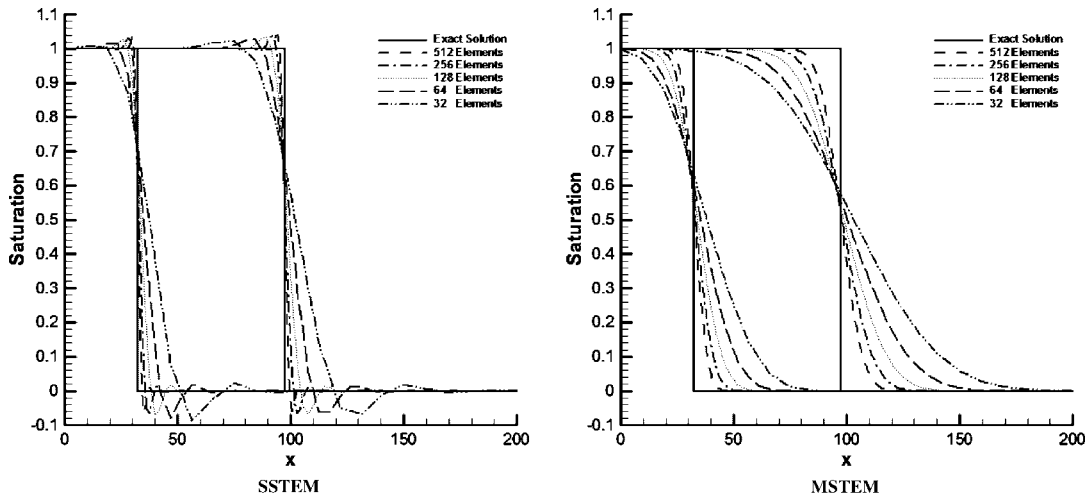 1.1
1
0.9
0.8
0.7
0.6
0.5
0.4
0.3
0.2
0.1
0
-0.1
Saturation
0 50 100 150 200
x
Exact Solution
512 Elements
256 Elements
128 Elements
64 Elements
32 Elements
SSTEM
1.1
1
0.9
0.8
0.7
0.6
0.5
0.4
0.3
0.2
0.1
0
-0.1
Saturation
0 50 100 150 200
x
Exact Solution
512 Elements
256 Elements
128 Elements
64 Elements
32 Elements
MSTEM